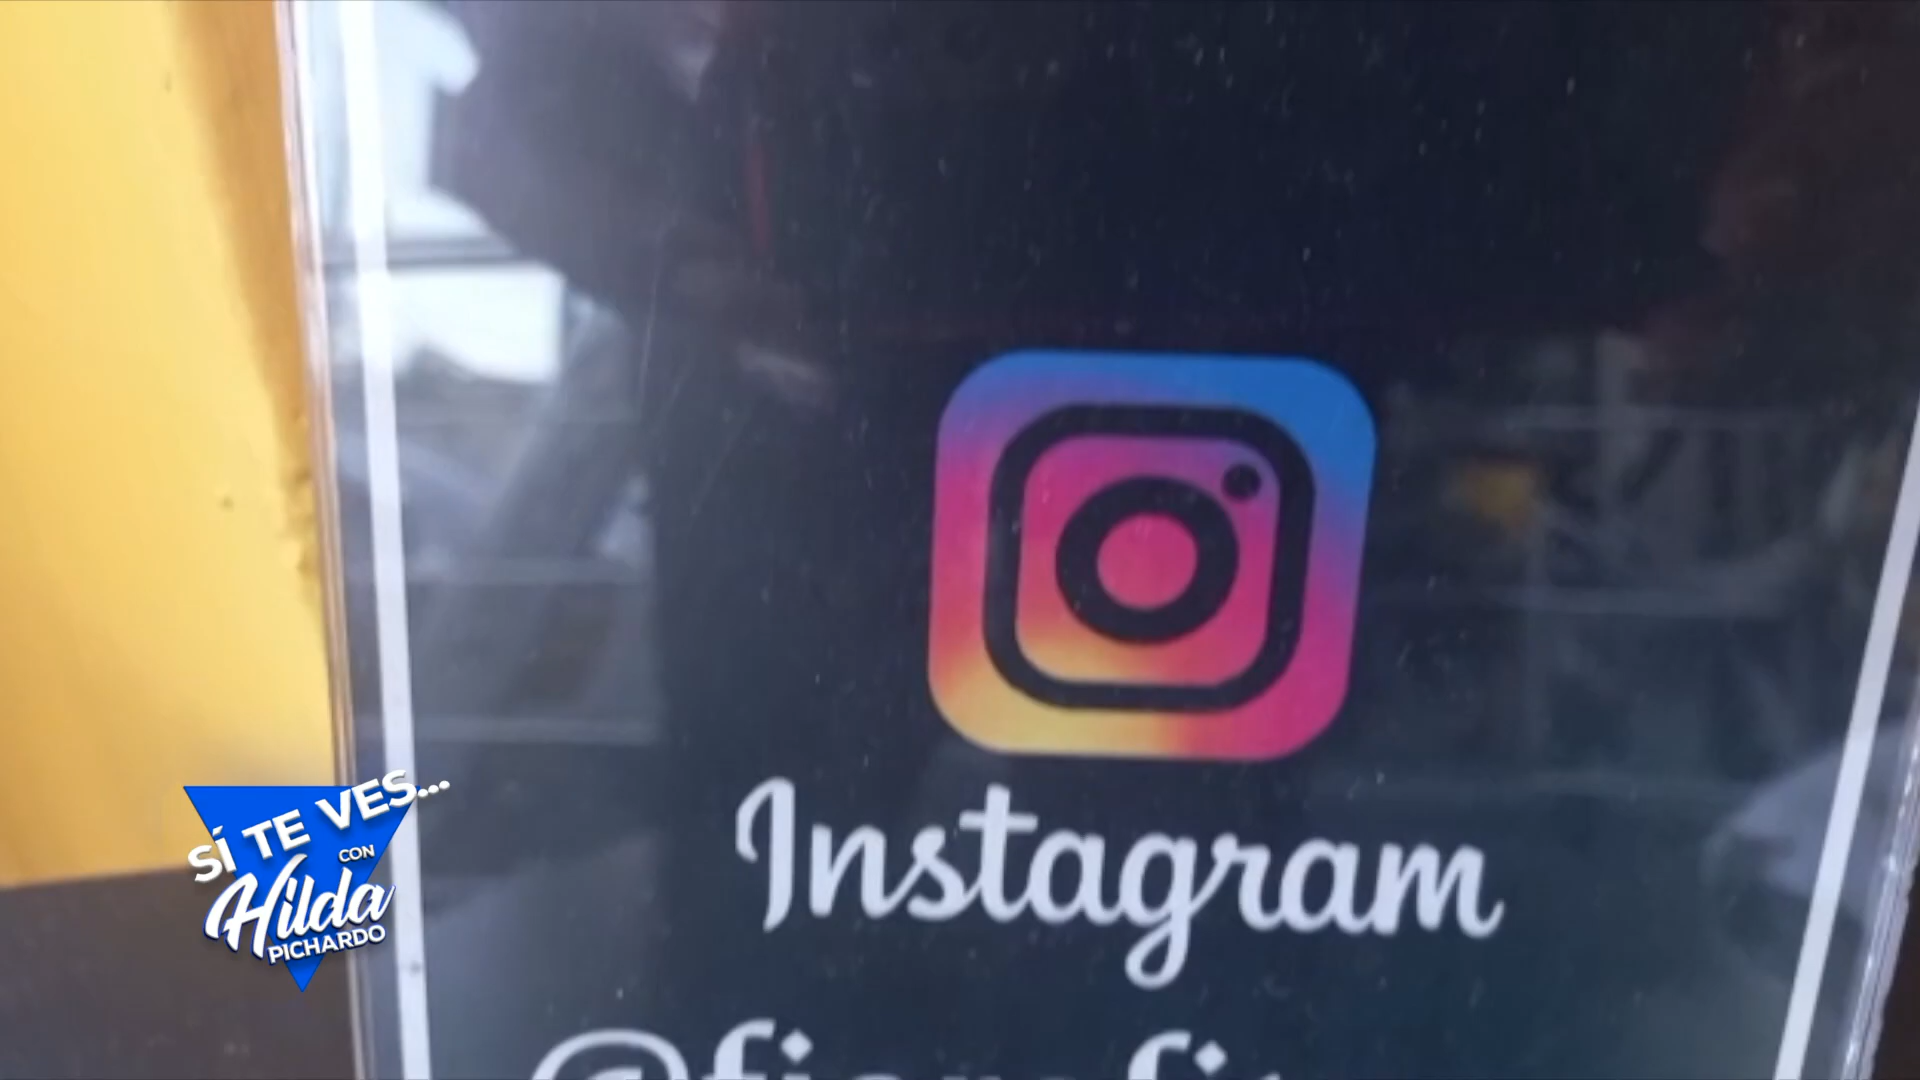 Instagram
SÍ TE VES...
CON
Hilda
PICHARDO